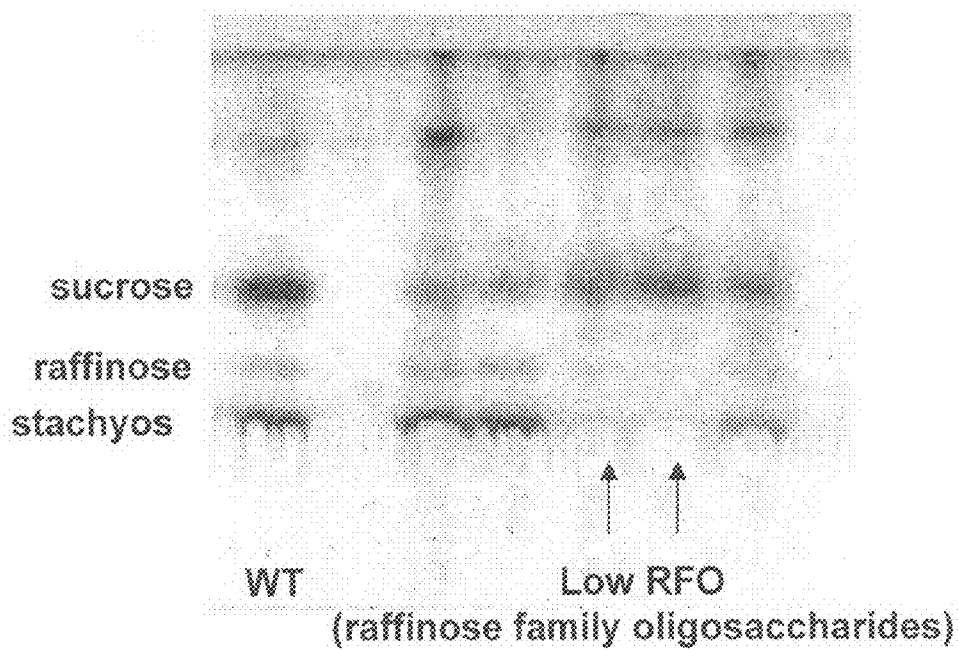 sucrose
raffinose
stachyos
WT
Low RFO
(raffinose family oligosaccharides)